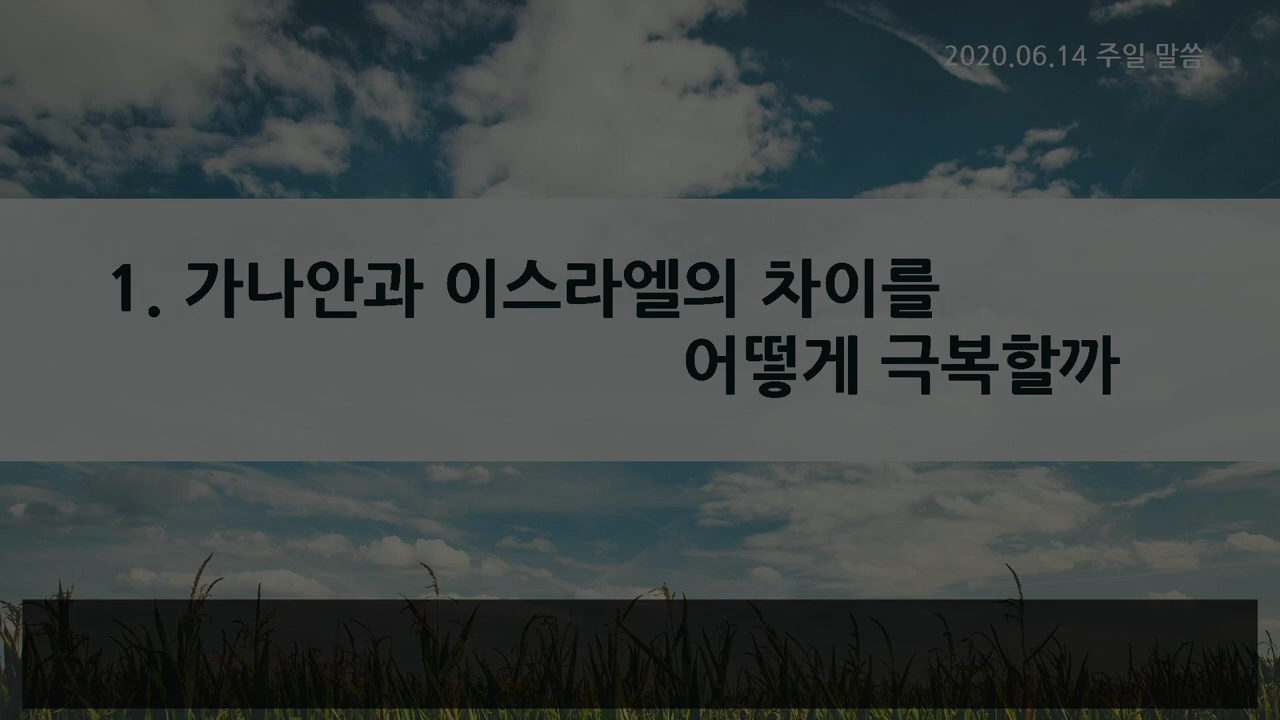 2020.06.14 주일 말씀
1. 가나안과 이스라엘의 차이를
어떻게 극복할까